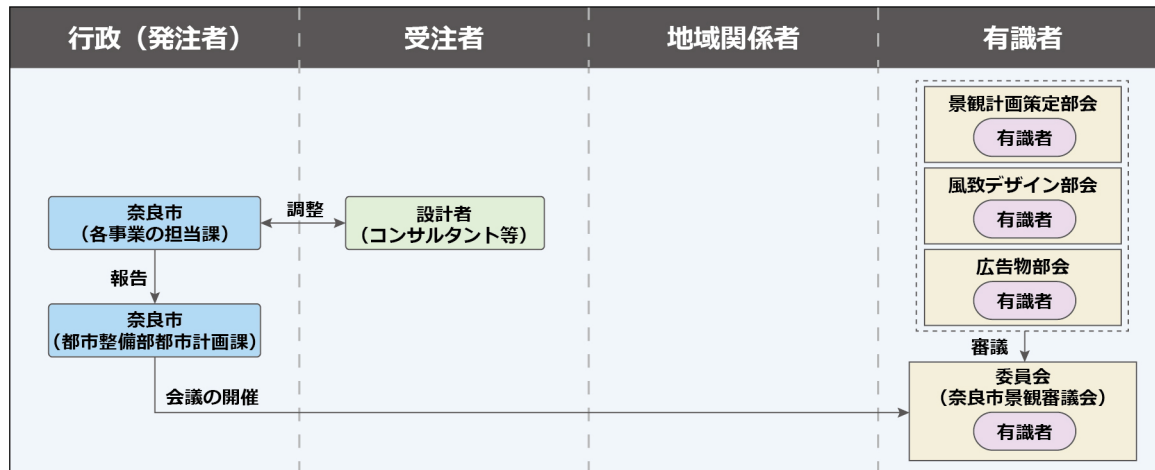 行政（発注者）
受注者
地域関係者
有識者
景観計画策定部会
有識者
風致デザイン部会
有識者
広告物部会
有識者
奈良市
（各事業の担当課）
調整
設計者
（コンサルタント等）
報告
奈良市
（都市整備部都市計画課）
会議の開催
審議
委員会
（奈良市景観審議会）
有識者